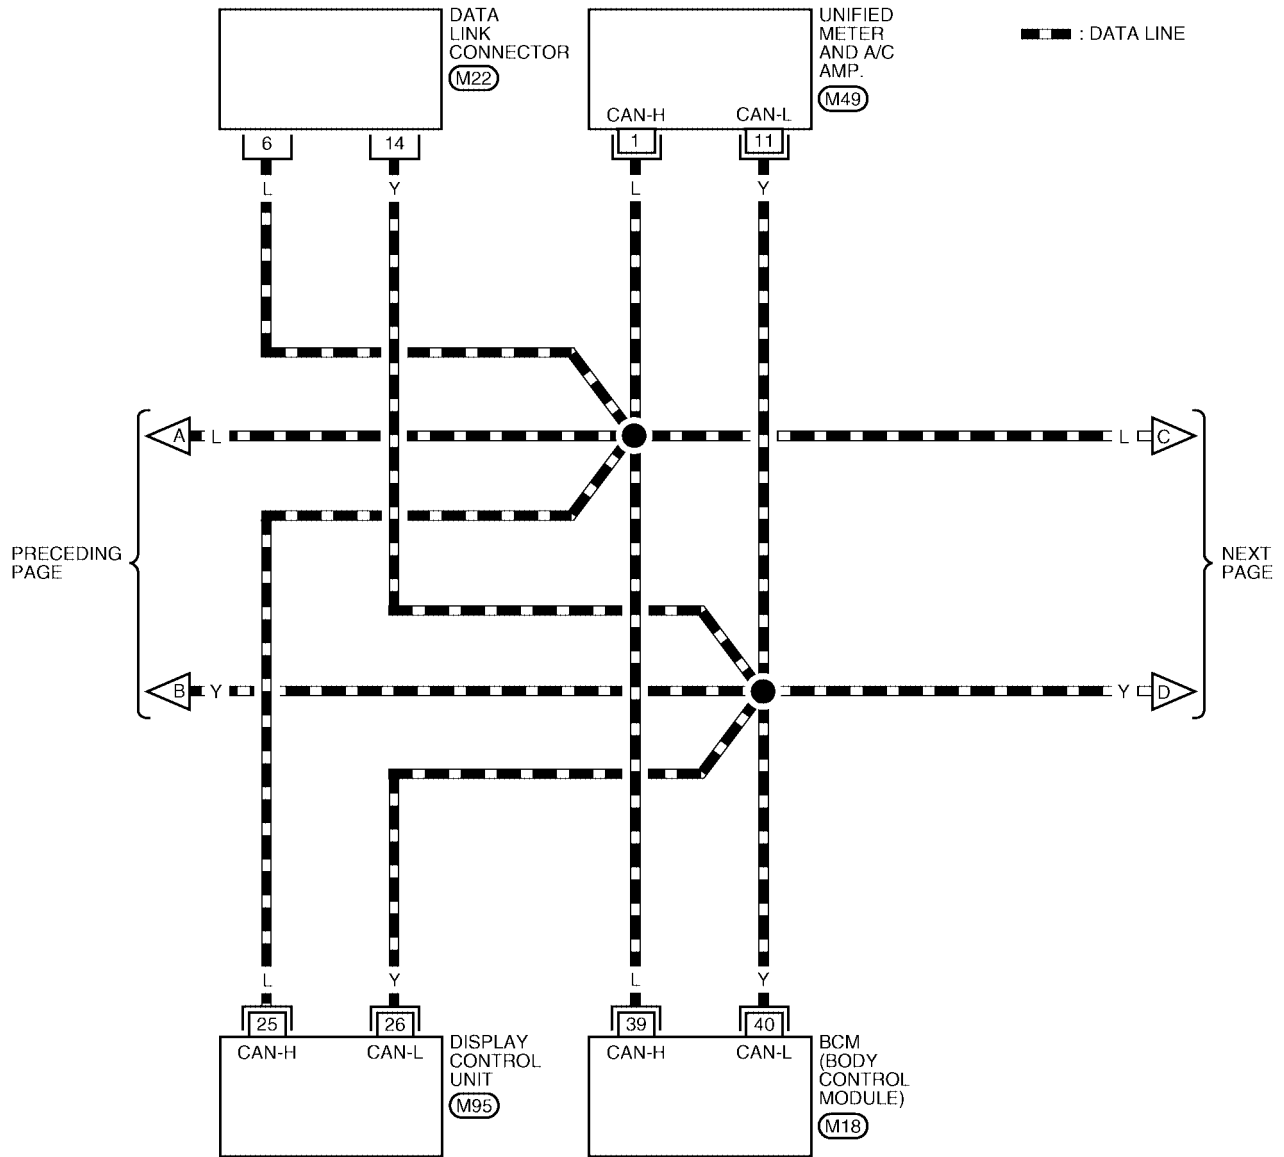 DATA
LINK
CONNECTOR
M22
UNIFIED
METER
AND A/C
AMP.
M49
: DATA LINE
CAN-H
CAN-L
6
14
1
11
L
Y
L
Y
A
L
L
C
PRECEDING
PAGE
NEXT
PAGE
B
Y
Y
D
L
Y
L
Y
25
26
39
40
CAN-H
CAN-L
DISPLAY
CONTROL
UNIT
M95
CAN-H
CAN-L
BCM
(BODY
CONTROL
MODULE)
M18